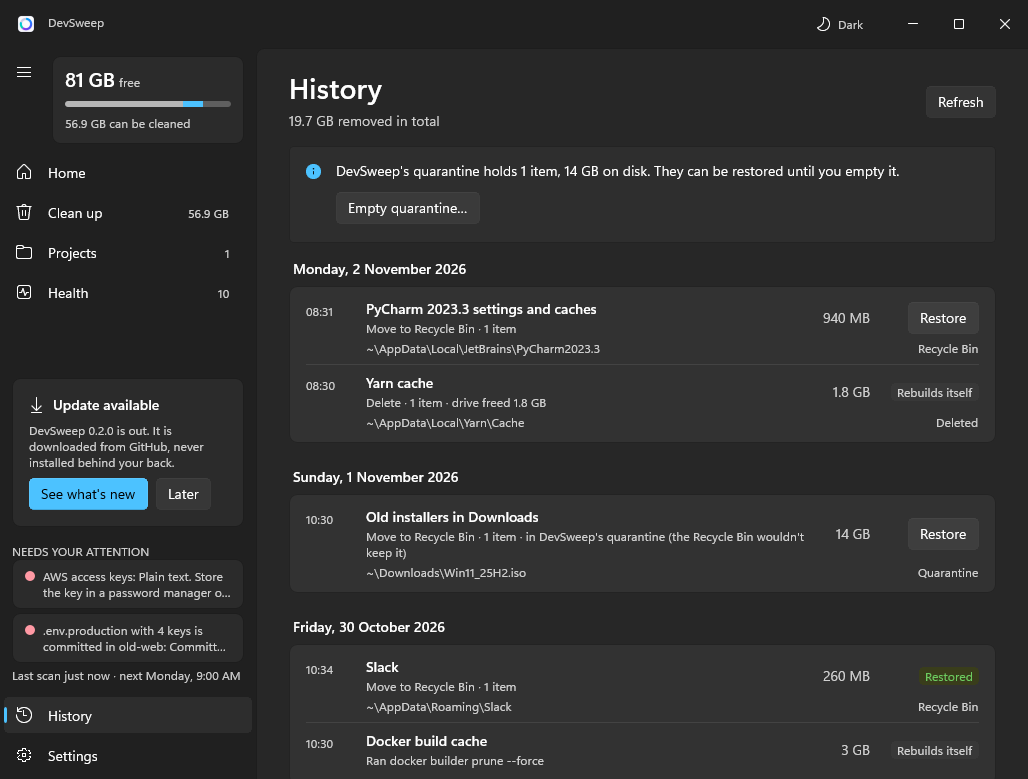 DevSweep
Dark
81 GB free
56.9 GB can be cleaned
Home
Clean up 56.9 GB
Projects 1
Health 10
Update available
DevSweep 0.2.0 is out. It is
downloaded from GitHub, never
installed behind your back.
See what's new
Later
NEEDS YOUR ATTENTION
AWS access keys: Plain text. Store
the key in a password manager o...
.env.production with 4 keys is
committed in old-web: Committ...
Last scan just now · next Monday, 9:00 AM
History
Settings
History
19.7 GB removed in total
Refresh
DevSweep's quarantine holds 1 item, 14 GB on disk. They can be restored until you empty it.
Empty quarantine...
Monday, 2 November 2026
08:31 PyCharm 2023.3 settings and caches 940 MB Restore
Move to Recycle Bin · 1 item
~\AppData\Local\JetBrains\PyCharm2023.3 Recycle Bin
08:30 Yarn cache 1.8 GB Rebuilds itself
Delete · 1 item · drive freed 1.8 GB
~\AppData\Local\Yarn\Cache Deleted
Sunday, 1 November 2026
10:30 Old installers in Downloads 14 GB Restore
Move to Recycle Bin · 1 item · in DevSweep's quarantine (the Recycle Bin wouldn't
keep it)
~\Downloads\Win11_25H2.iso Quarantine
Friday, 30 October 2026
10:34 Slack 260 MB Restored
Move to Recycle Bin · 1 item
~\AppData\Roaming\Slack Recycle Bin
10:30 Docker build cache 3 GB Rebuilds itself
Ran docker builder prune --force